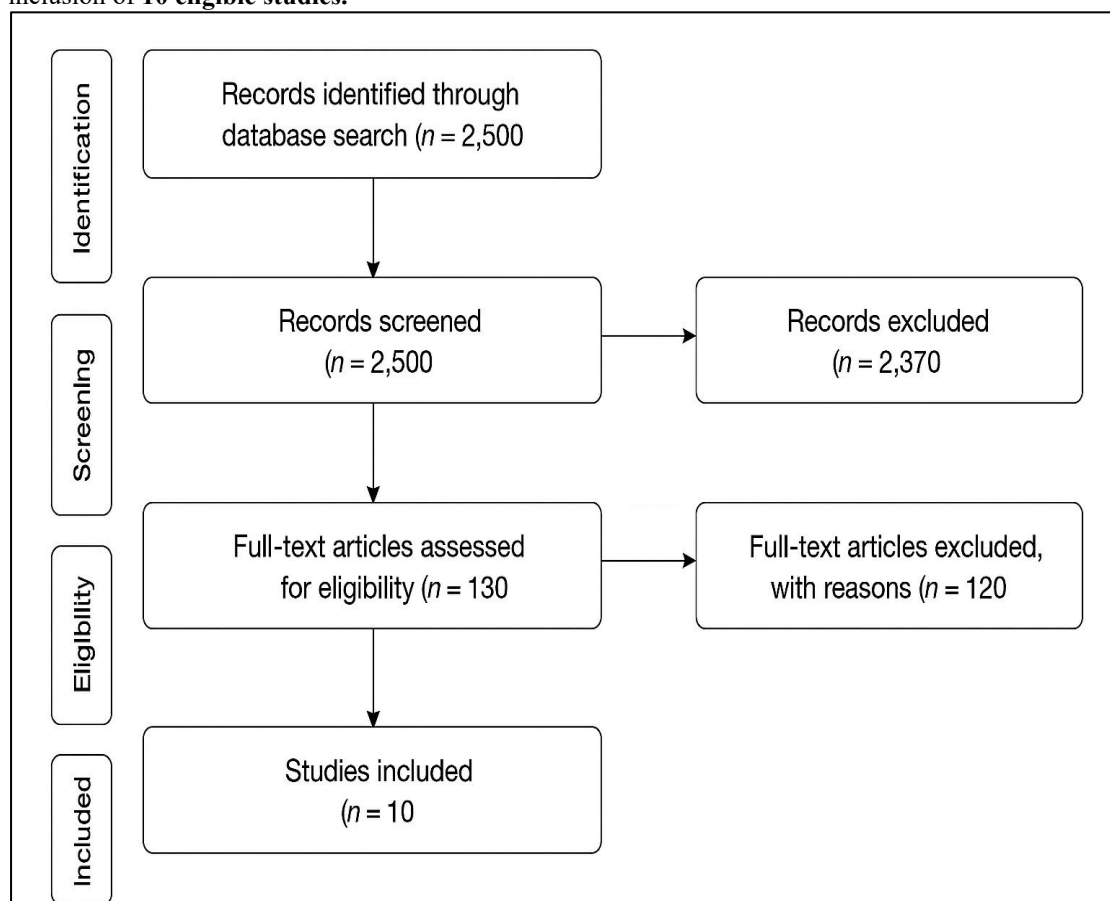 inclusion of 10 eligible studies.
Identification
Records identified through
database search (n = 2,500
Screening
Records screened
(n = 2,500
Records excluded
(n = 2,370
Eligibility
Full-text articles assessed
for eligibility (n = 130
Full-text articles excluded,
with reasons (n = 120
Included
Studies included
(n = 10